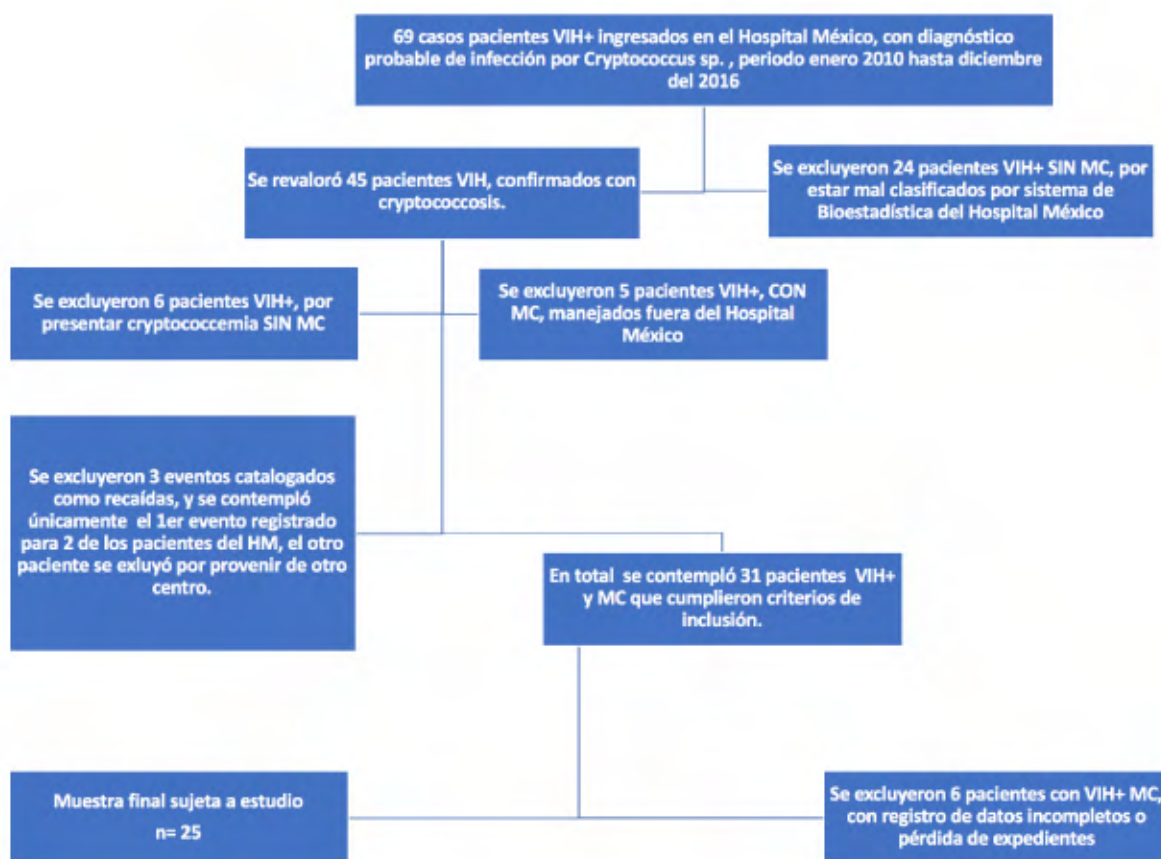 69 casos pacientes VIH+ ingresados en el Hospital México, con diagnóstico
probable de infección por Cryptococcus sp. , periodo enero 2010 hasta diciembre
del 2016
Se revaloró 45 pacientes VIH, confirmados con
cryptococcosis.
Se excluyeron 24 pacientes VIH+ SIN MC, por
estar mal clasificados por sistema de
Bioestadística del Hospital México
Se excluyeron 6 pacientes VIH+, por
presentar cryptococcemia SIN MC
Se excluyeron 5 pacientes VIH+, CON
MC, manejados fuera del Hospital
México
Se excluyeron 3 eventos catalogados
como recaídas, y se contempló
únicamente el 1er evento registrado
para 2 de los pacientes del HM, el otro
paciente se exluyó por provenir de otro
centro.
En total se contempló 31 pacientes VIH+
y MC que cumplieron criterios de
inclusión.
Muestra final sujeta a estudio
n= 25
Se excluyeron 6 pacientes con VIH+ MC,
con registro de datos incompletos o
pérdida de expedientes